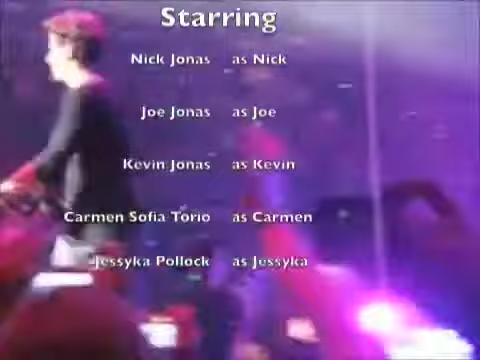 Starring
Nick Jonas as Nick
Joe Jonas as Joe
Kevin Jonas as Kevin
Carmen Sofia Torio as Carmen
Jessyka Pollock as Jessyka